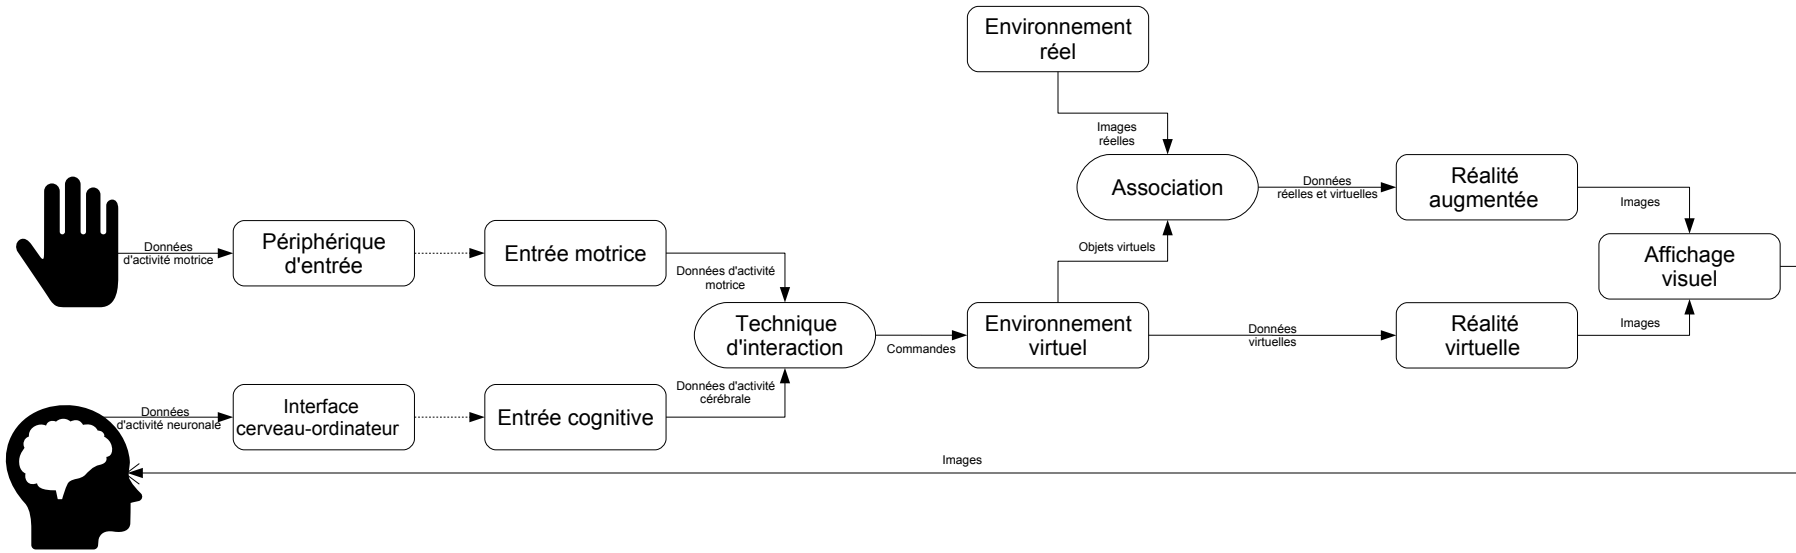 Environnement
réel
Images
réelles
Association
Données
réelles et virtuelles
Réalité
augmentée
Images
Objets virtuels
Données
d'activité motrice
Périphérique
d'entrée
Entrée motrice
Données d'activité
motrice
Affichage
visuel
Technique
d'interaction
Commandes
Environnement
virtuel
Données
virtuelles
Réalité
virtuelle
Images
Données
d'activité neuronale
Interface
cerveau-ordinateur
Entrée cognitive
Données d'activité
cérébrale
Images